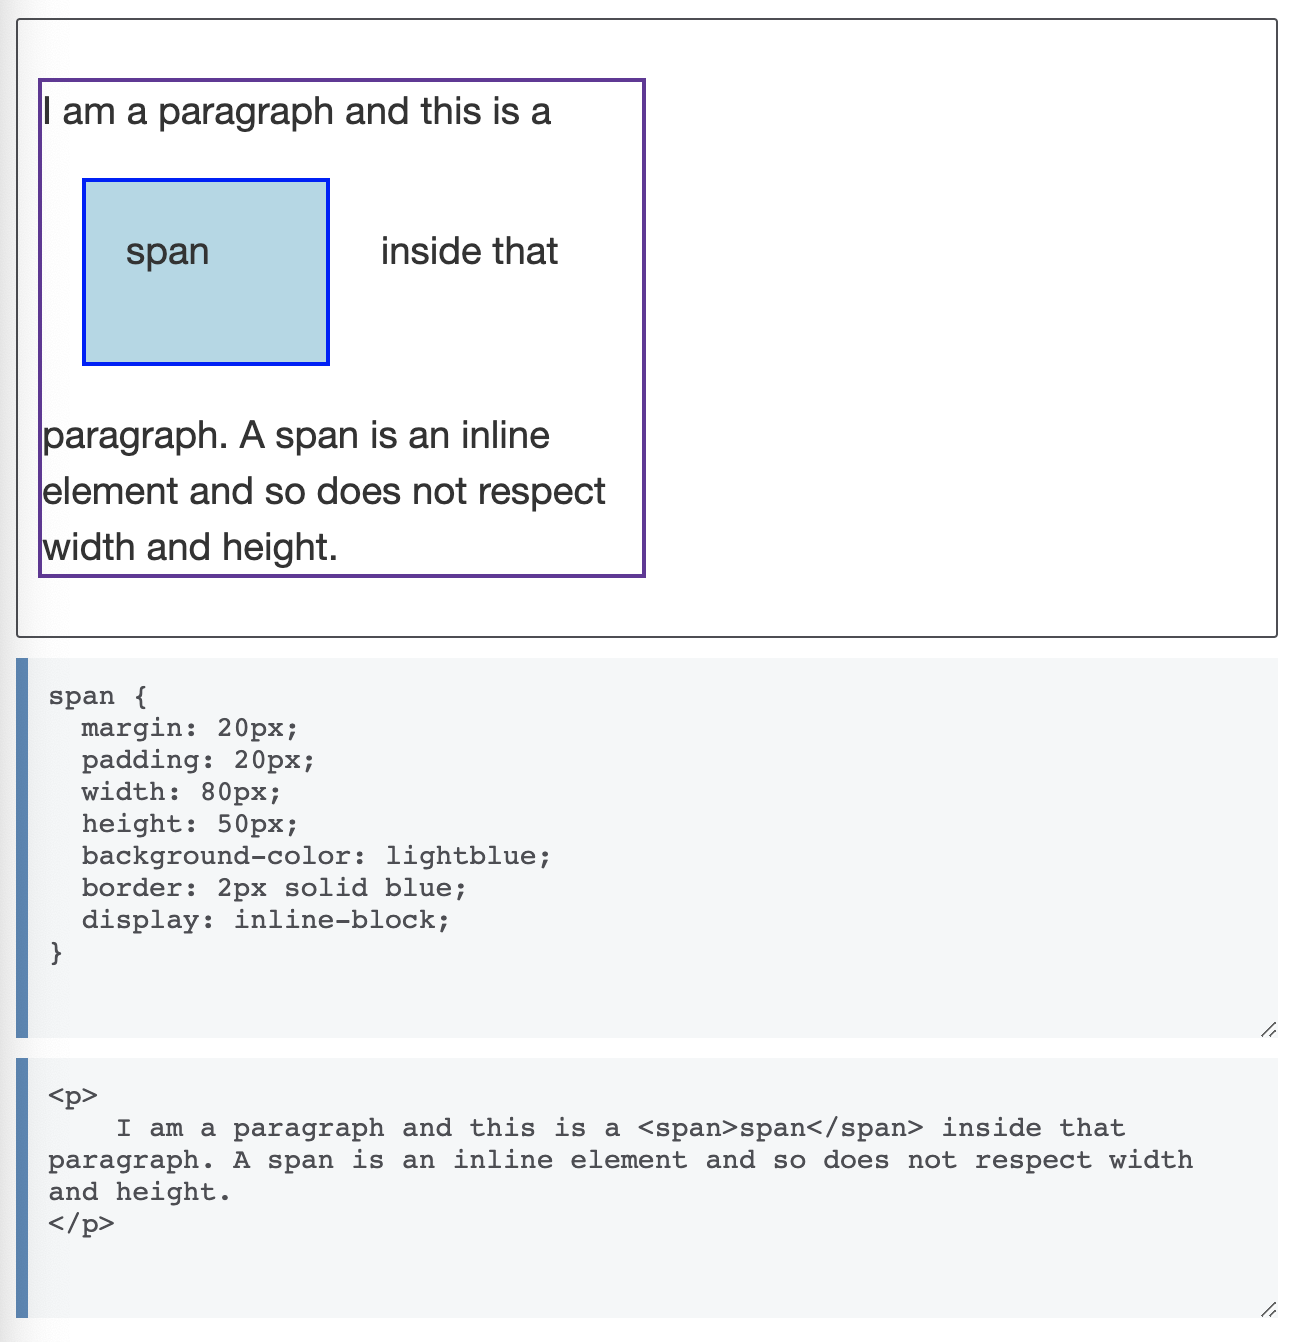 I am a paragraph and this is a
span inside that
paragraph. A span is an inline
element and so does not respect
width and height.
span {
  margin: 20px;
  padding: 20px;
  width: 80px;
  height: 50px;
  background-color: lightblue;
  border: 2px solid blue;
  display: inline-block;
}
<p>
    I am a paragraph and this is a <span>span</span> inside that
paragraph. A span is an inline element and so does not respect width
and height.
</p>